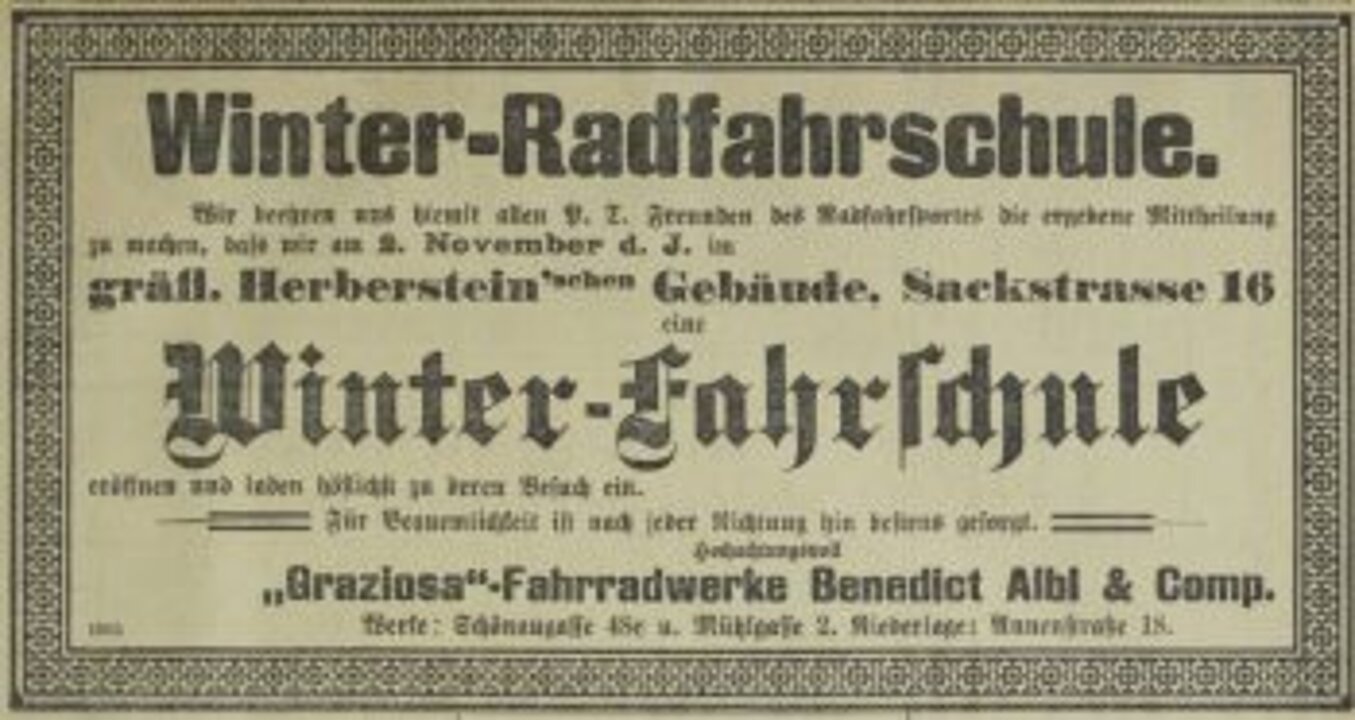 Winter-Radfahrschule.
Wir beehren uns hiemit allen P. T. Freunden des Radfahrsportes die ergebene Mittheilung
zu machen, daß wir am 2. November d. J. im
gräfl. Herberstein'schen Gebäude, Sackstrasse 16
eine
Winter-Fahrschule
eröffnen und laden höflichst zu deren Besuch ein.
Für Bequemlichkeit ist nach jeder Richtung hin bestens gesorgt.
Hochachtungsvoll
„Graziosa“-Fahrradwerke Benedict Albl & Comp.
Werke: Schönaugasse 48c u. Mühlgasse 2. Niederlage: Annenstraße 18.